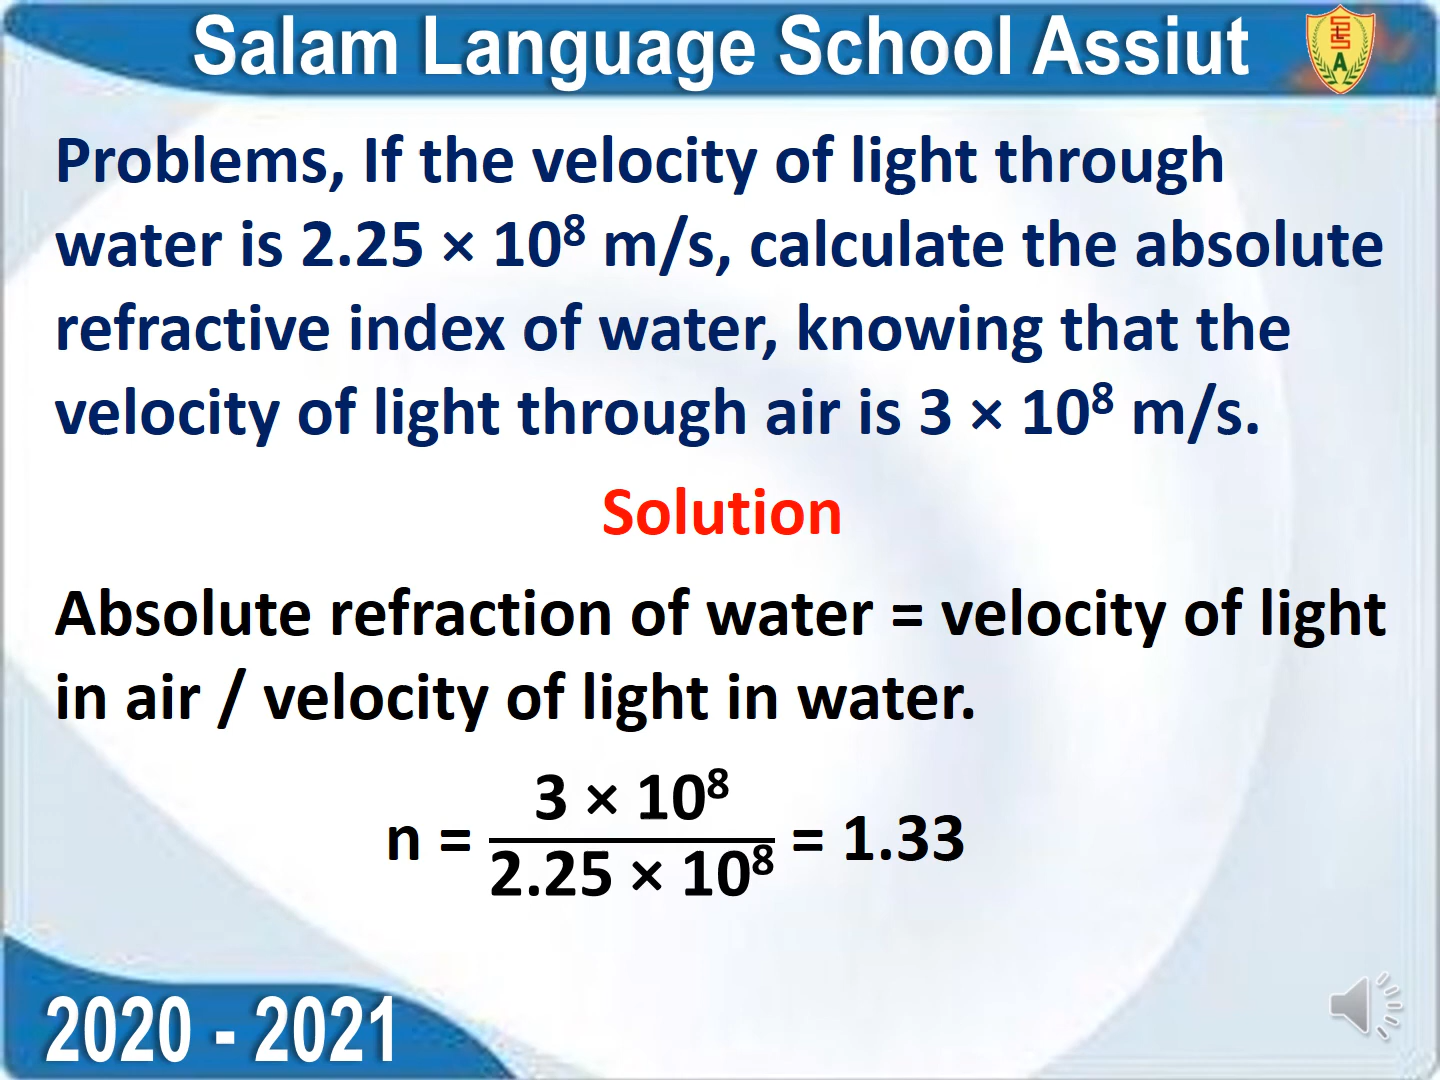 Salam Language School Assiut
Problems, If the velocity of light through
water is 2.25 × 10⁸ m/s, calculate the absolute
refractive index of water, knowing that the
velocity of light through air is 3 × 10⁸ m/s.
Solution
Absolute refraction of water = velocity of light
in air / velocity of light in water.
3 × 10⁸
n = ――― = 1.33
2.25 × 10⁸
2020 - 2021